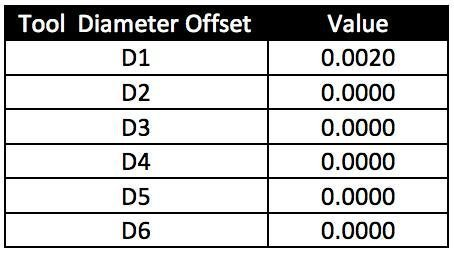 Tool Diameter Offset Value
D1 0.0020
D2 0.0000
D3 0.0000
D4 0.0000
D5 0.0000
D6 0.0000